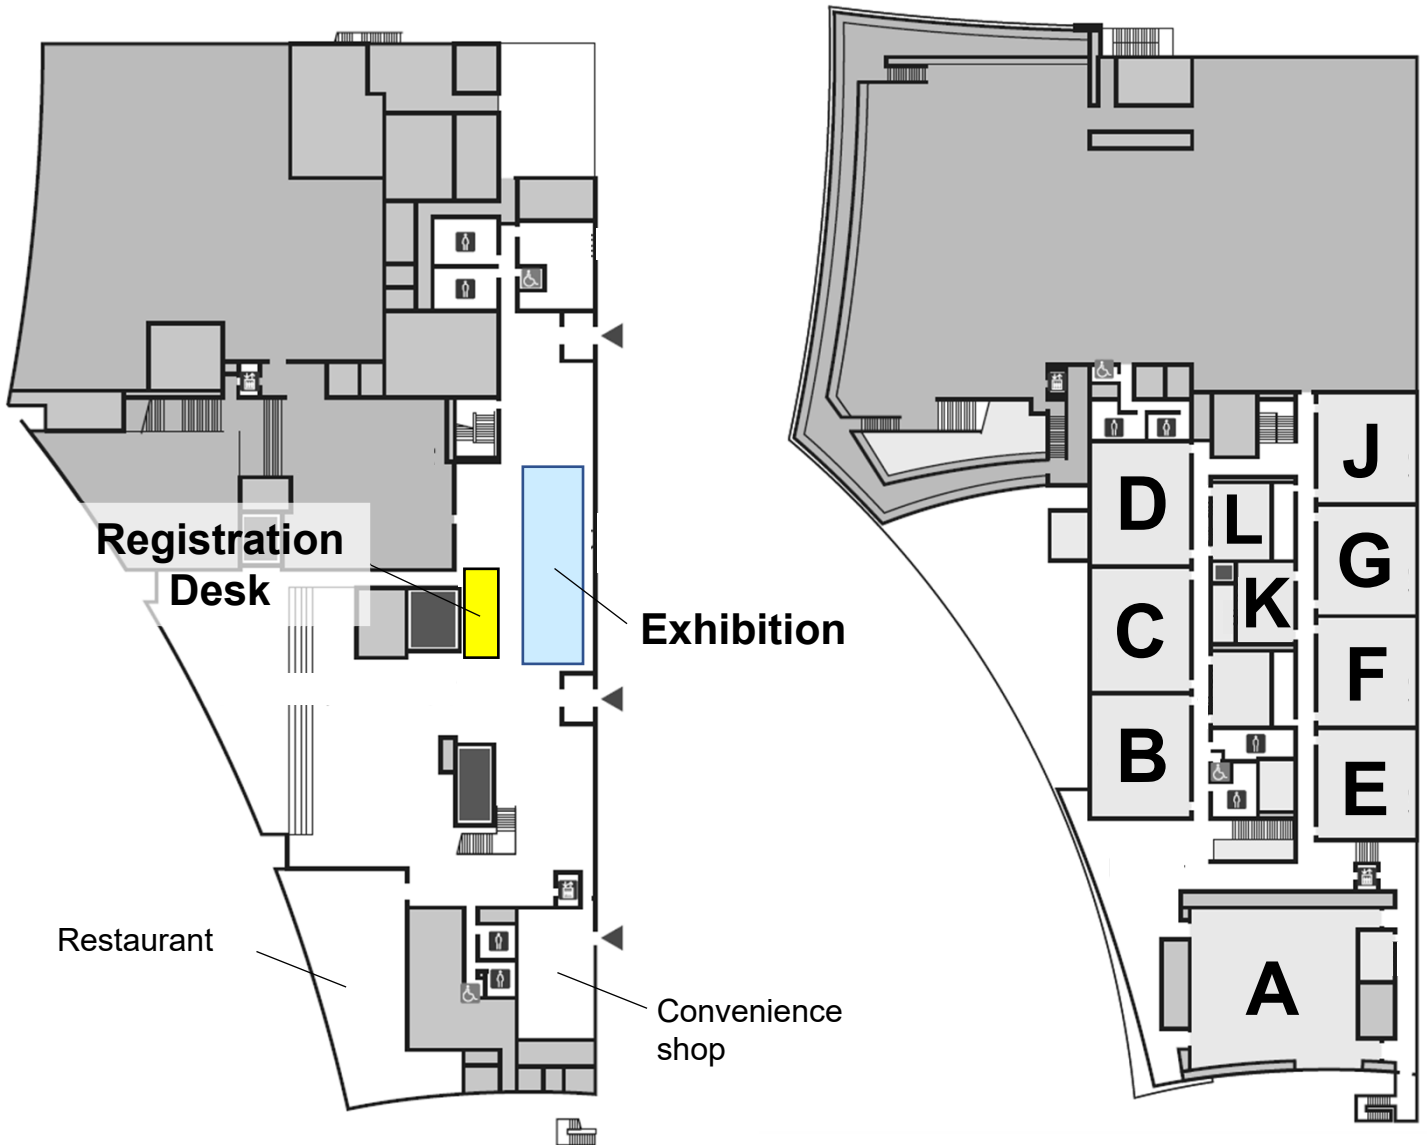 Registration
Desk
Exhibition
Restaurant
Convenience
shop
J
D
L
G
K
C
F
B
E
A